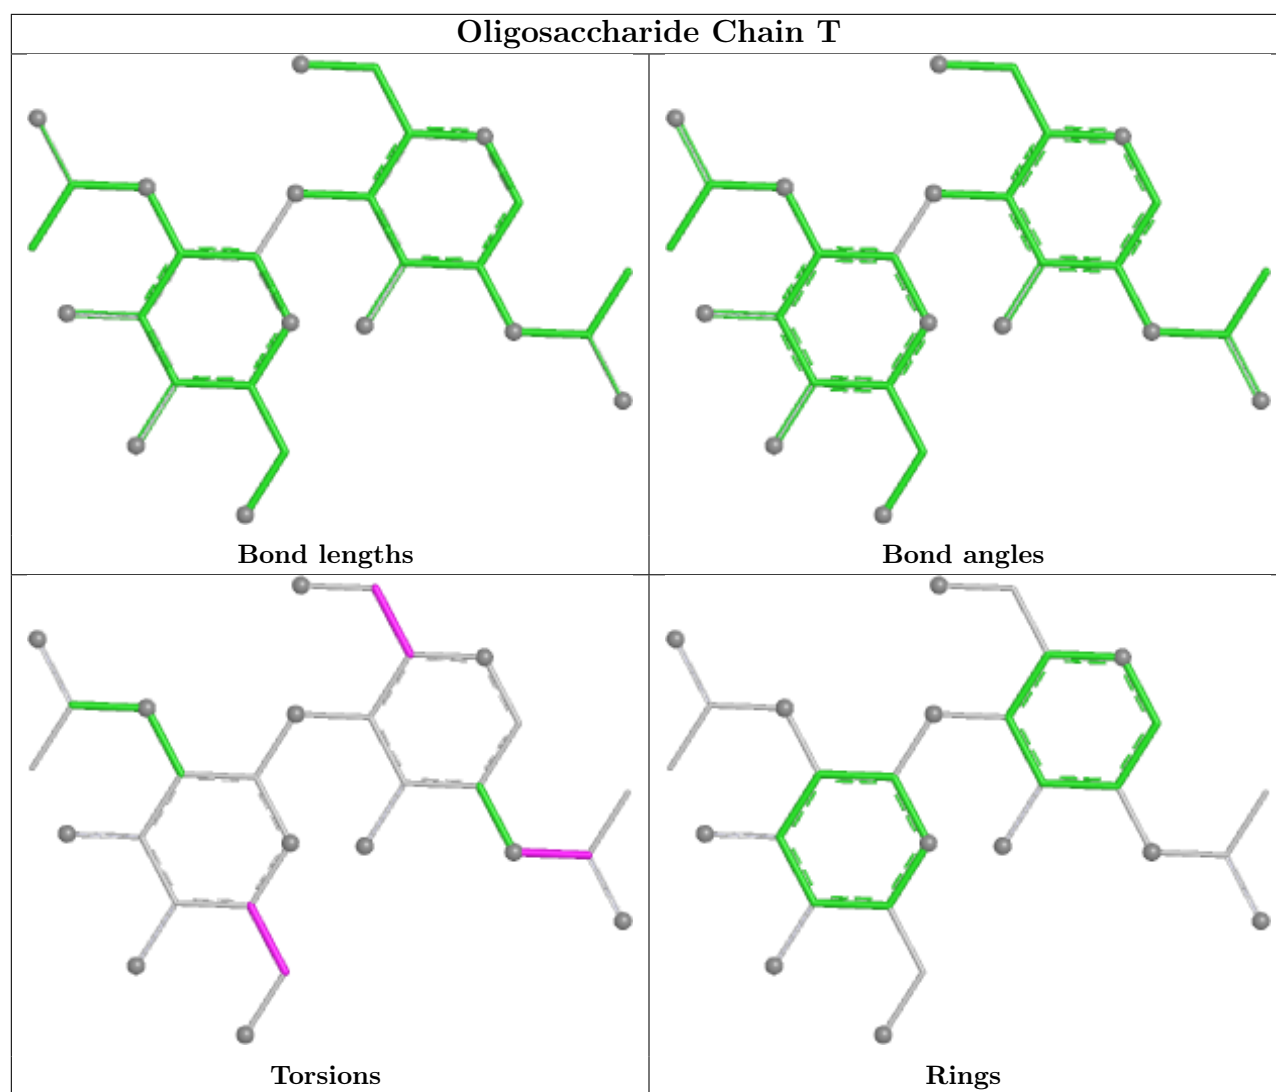 Oligosaccharide Chain T
Bond lengths
Bond angles
Torsions
Rings